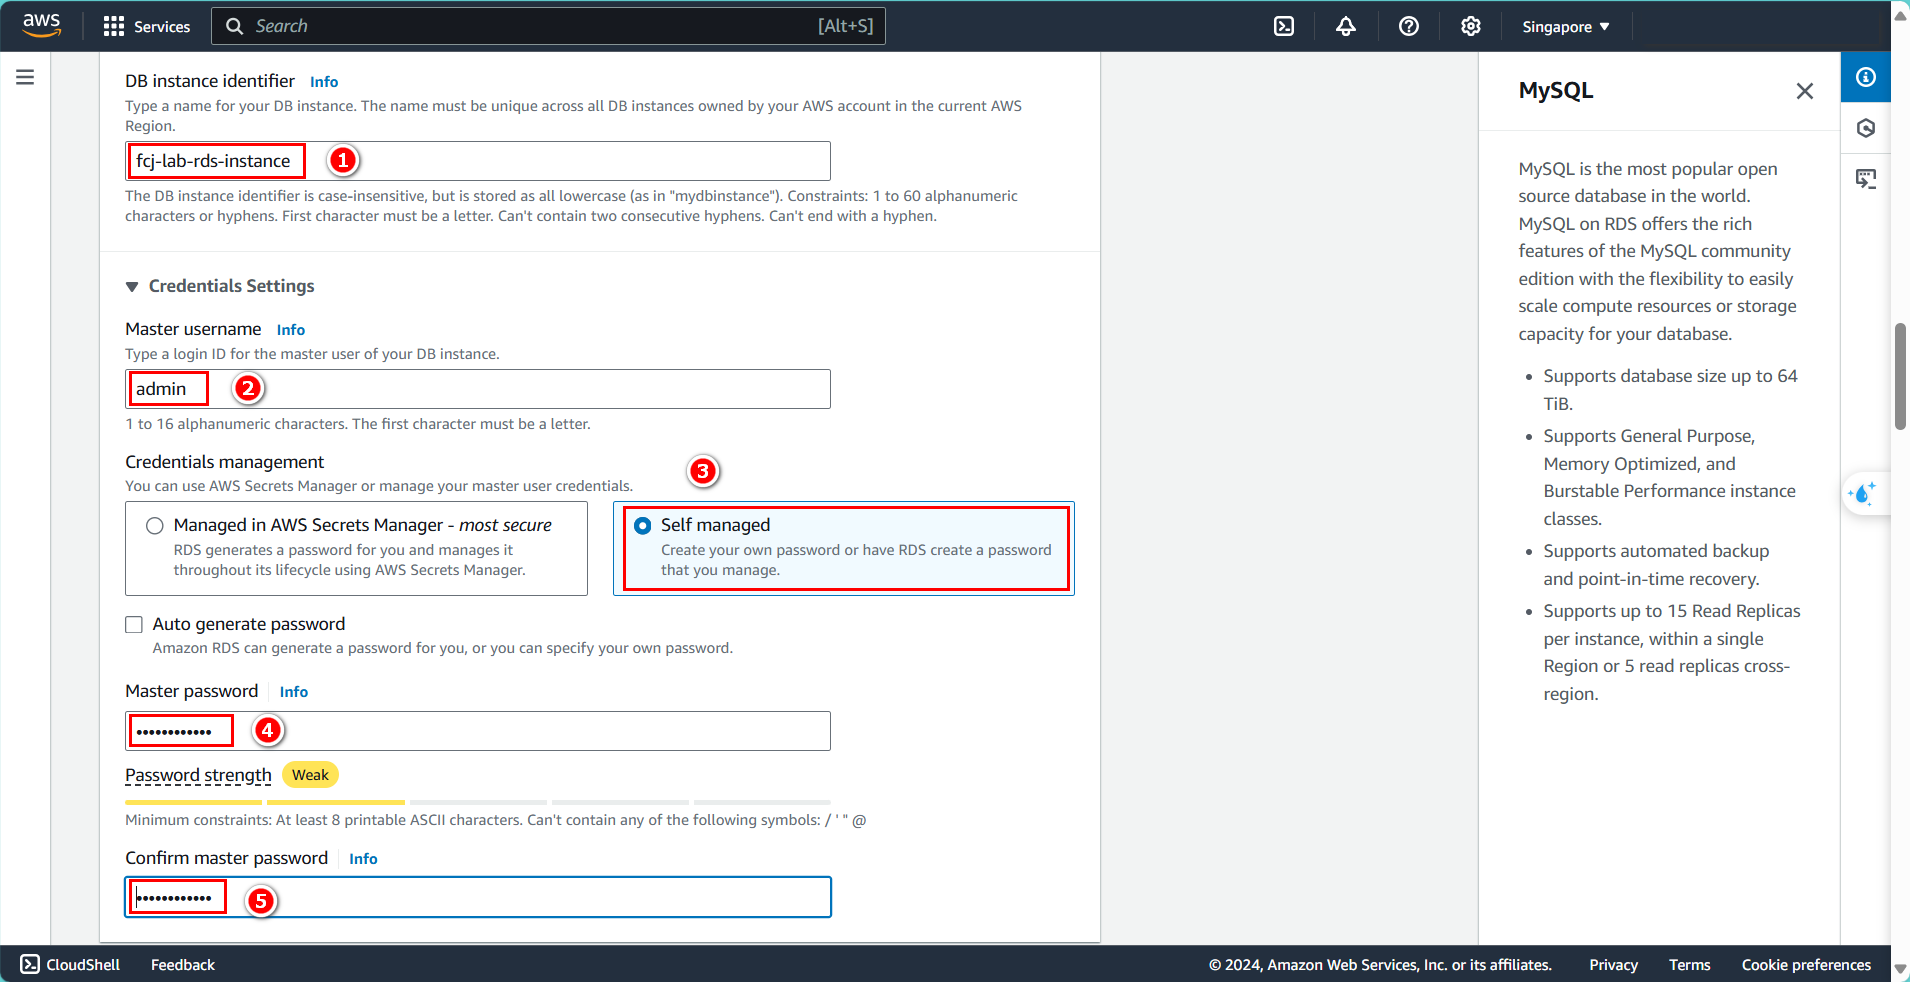 aws
Services
Search
[Alt+S]
Singapore ▼
DB instance identifier Info
Type a name for your DB instance. The name must be unique across all DB instances owned by your AWS account in the current AWS
Region.
fcj-lab-rds-instance
1
The DB instance identifier is case-insensitive, but is stored as all lowercase (as in "mydbinstance"). Constraints: 1 to 60 alphanumeric
characters or hyphens. First character must be a letter. Can't contain two consecutive hyphens. Can't end with a hyphen.
▼ Credentials Settings
Master username Info
Type a login ID for the master user of your DB instance.
admin
2
1 to 16 alphanumeric characters. The first character must be a letter.
Credentials management
3
You can use AWS Secrets Manager or manage your master user credentials.
Managed in AWS Secrets Manager - most secure
RDS generates a password for you and manages it
throughout its lifecycle using AWS Secrets Manager.
Self managed
Create your own password or have RDS create a password
that you manage.
Auto generate password
Amazon RDS can generate a password for you, or you can specify your own password.
Master password Info
••••••••••••
4
Password strength Weak
Minimum constraints: At least 8 printable ASCII characters. Can't contain any of the following symbols: / ' " @
Confirm master password Info
••••••••••••
5
MySQL
MySQL is the most popular open
source database in the world.
MySQL on RDS offers the rich
features of the MySQL community
edition with the flexibility to easily
scale compute resources or storage
capacity for your database.
• Supports database size up to 64
TiB.
• Supports General Purpose,
Memory Optimized, and
Burstable Performance instance
classes.
• Supports automated backup
and point-in-time recovery.
• Supports up to 15 Read Replicas
per instance, within a single
Region or 5 read replicas cross-
region.
CloudShell
Feedback
© 2024, Amazon Web Services, Inc. or its affiliates.
Privacy
Terms
Cookie preferences